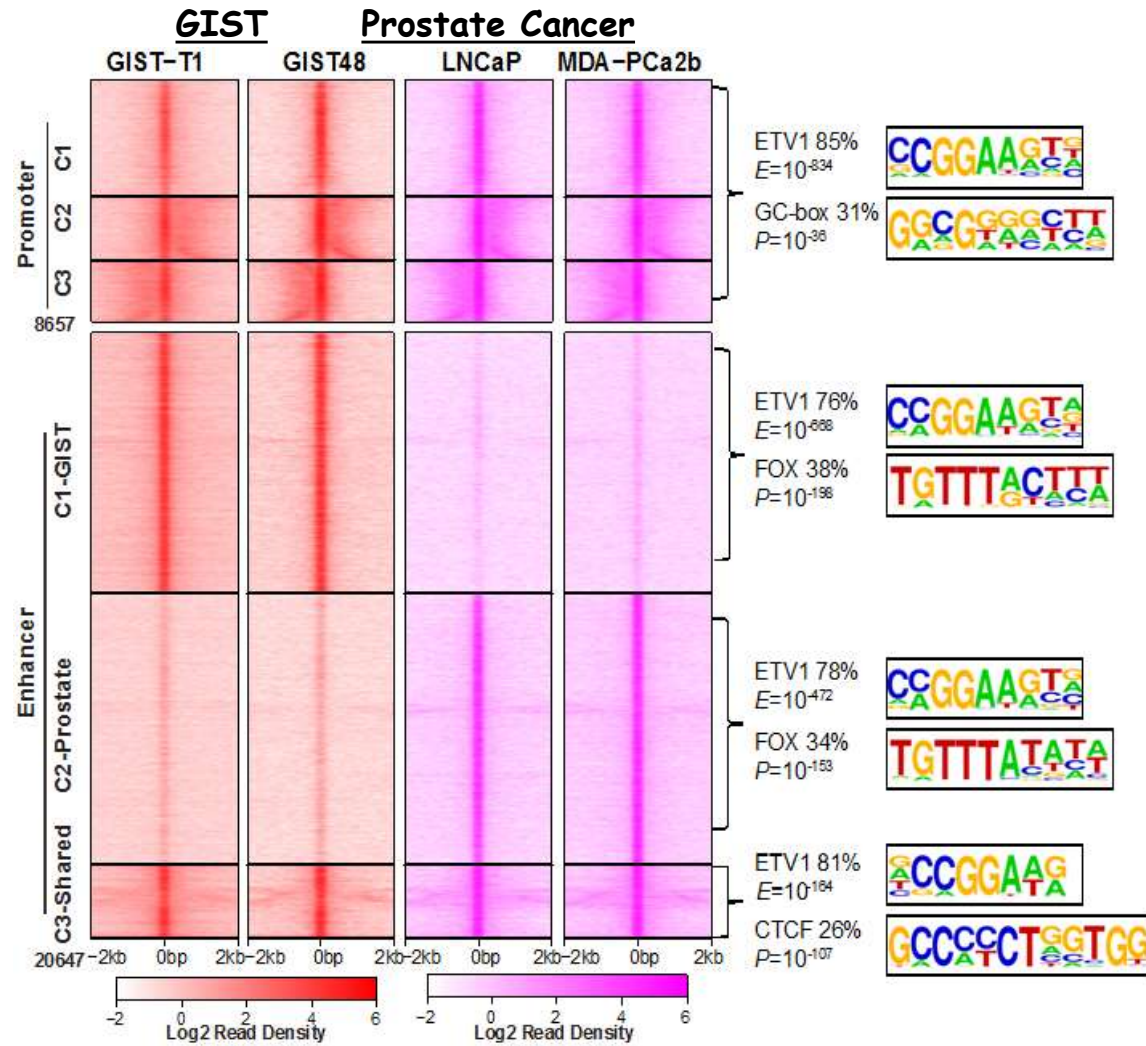 GIST Prostate Cancer
GIST-T1 GIST48 LNCaP MDA-PCa2b
Promoter
C1
C2
C3
8657
ETV1 85%
E=10^-834
GC-box 31%
P=10^-36
Enhancer
C1-GIST
ETV1 76%
E=10^-668
FOX 38%
P=10^-198
C2-Prostate
ETV1 78%
E=10^-472
FOX 34%
P=10^-153
C3-Shared
ETV1 81%
E=10^-164
CTCF 26%
P=10^-107
20647
-2kb 0bp 2kb -2kb 0bp 2kb -2kb 0bp 2kb -2kb 0bp 2kb
-2 0 2 4 6
Log2 Read Density
-2 0 2 4 6
Log2 Read Density